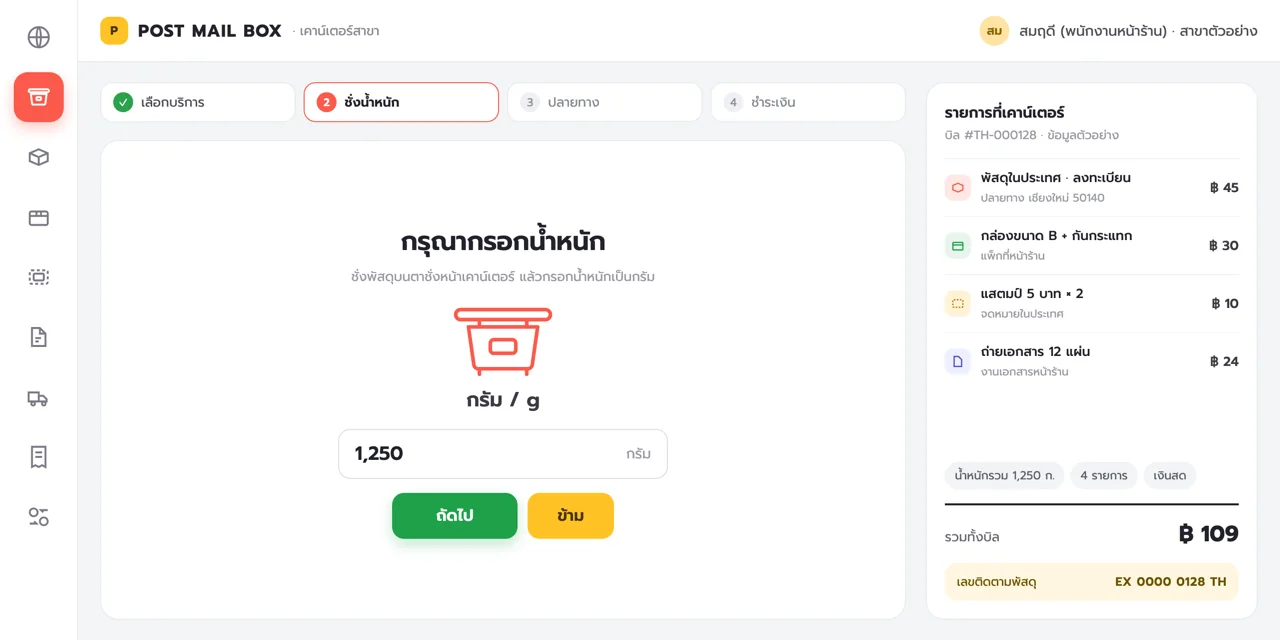 P POST MAIL BOX · เคาน์เตอร์สาขา
สม สมฤดี (พนักงานหน้าร้าน) · สาขาตัวอย่าง
เลือกบริการ
2 ชั่งน้ำหนัก
3 ปลายทาง
4 ชำระเงิน
กรุณากรอกน้ำหนัก
ชั่งพัสดุบนตาชั่งหน้าเคาน์เตอร์ แล้วกรอกน้ำหนักเป็นกรัม
กรัม / g
1,250 กรัม
ถัดไป
ข้าม
รายการที่เคาน์เตอร์
บิล #TH-000128 · ข้อมูลตัวอย่าง
พัสดุในประเทศ · ลงทะเบียน ฿ 45
ปลายทาง เชียงใหม่ 50140
กล่องขนาด B + กันกระแทก ฿ 30
แพ็กที่หน้าร้าน
แสตมป์ 5 บาท × 2 ฿ 10
จดหมายในประเทศ
ถ่ายเอกสาร 12 แผ่น ฿ 24
งานเอกสารหน้าร้าน
น้ำหนักรวม 1,250 ก. 4 รายการ เงินสด
รวมทั้งบิล ฿ 109
เลขติดตามพัสดุ EX 0000 0128 TH